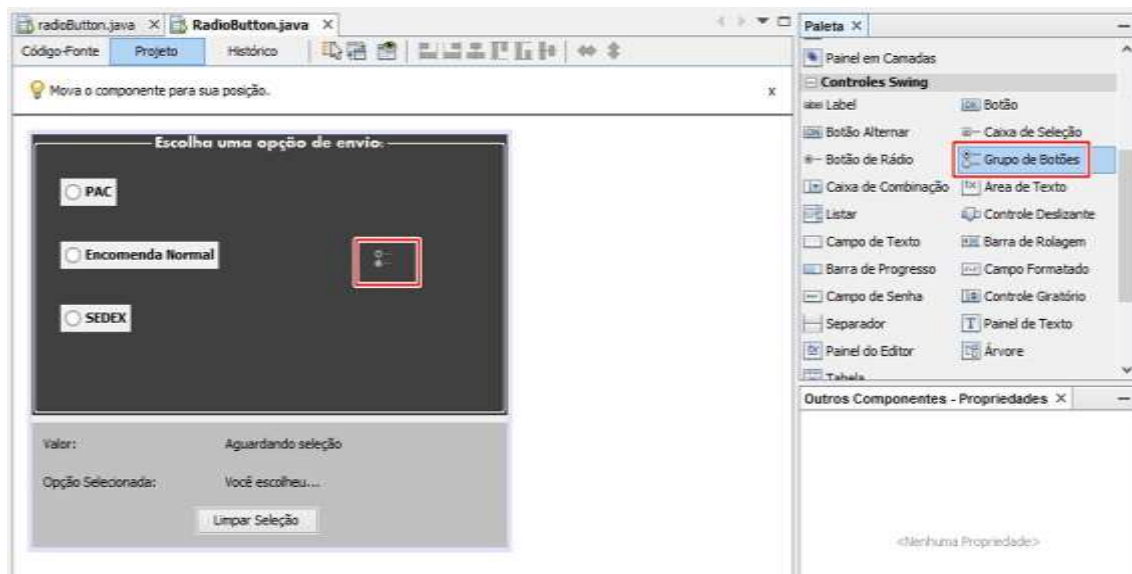 radioButton.java
RadioButton.java
Código-Fonte Projeto Histórico
Mova o componente para sua posição.
x
Escolha uma opção de envio:
PAC
Encomenda Normal
SEDEX
Valor: Aguardando seleção
Opção Selecionada: Você escolheu...
Limpar Seleção
Paleta
Painel em Camadas
Controles Swing
Label Botão
Botão Alternar Caixa de Seleção
Botão de Rádio Grupo de Botões
Caixa de Combinação Área de Texto
Listar Controle Deslizante
Campo de Texto Barra de Rolagem
Barra de Progresso Campo Formatado
Campo de Senha Controle Giratório
Separador Painel de Texto
Painel do Editor Árvore
Tabela
Outros Componentes - Propriedades
<Nenhuma Propriedade>